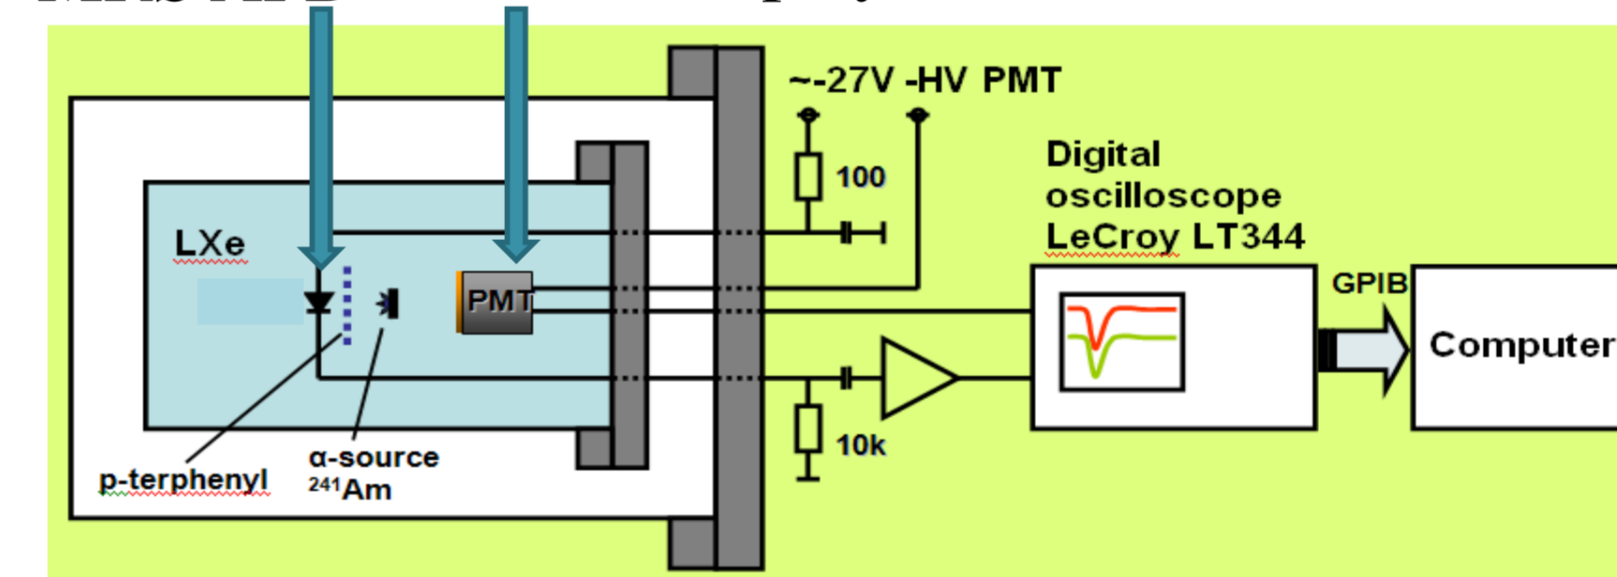 ~-27V -HV PMT
100
Digital
oscilloscope
LeCroy LT344
LXe
GPIB
PMT
Computer
10k
α-source
²⁴¹Am
p-terphenyl